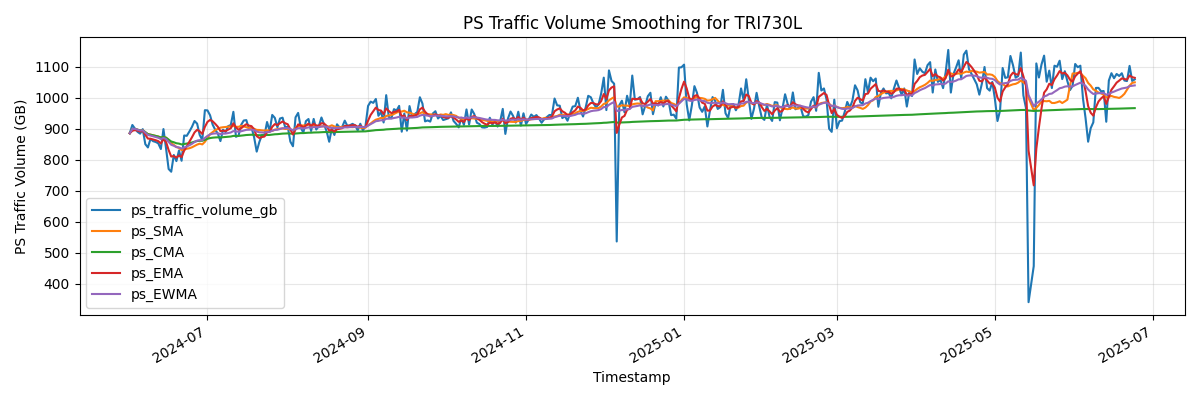 PS Traffic Volume Smoothing for TRI730L
PS Traffic Volume (GB)
1100
1000
900
800
700
600
500
400
ps_traffic_volume_gb
ps_SMA
ps_CMA
ps_EMA
ps_EWMA
2024-07
2024-09
2024-11
2025-01
2025-03
2025-05
2025-07
Timestamp